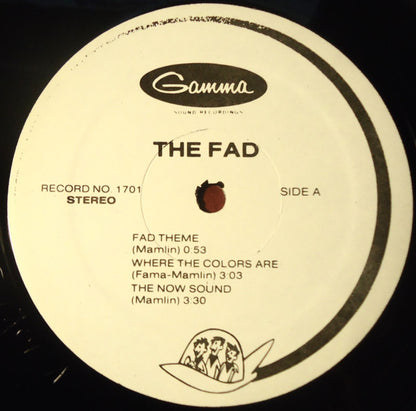 Gamma
SOUND RECORDINGS
THE FAD
RECORD NO 1701
STEREO
SIDE A
FAD THEME
(Mamlin) 0:53
WHERE THE COLORS ARE
(Fama-Mamlin) 3:03
THE NOW SOUND
(Mamlin) 3:30